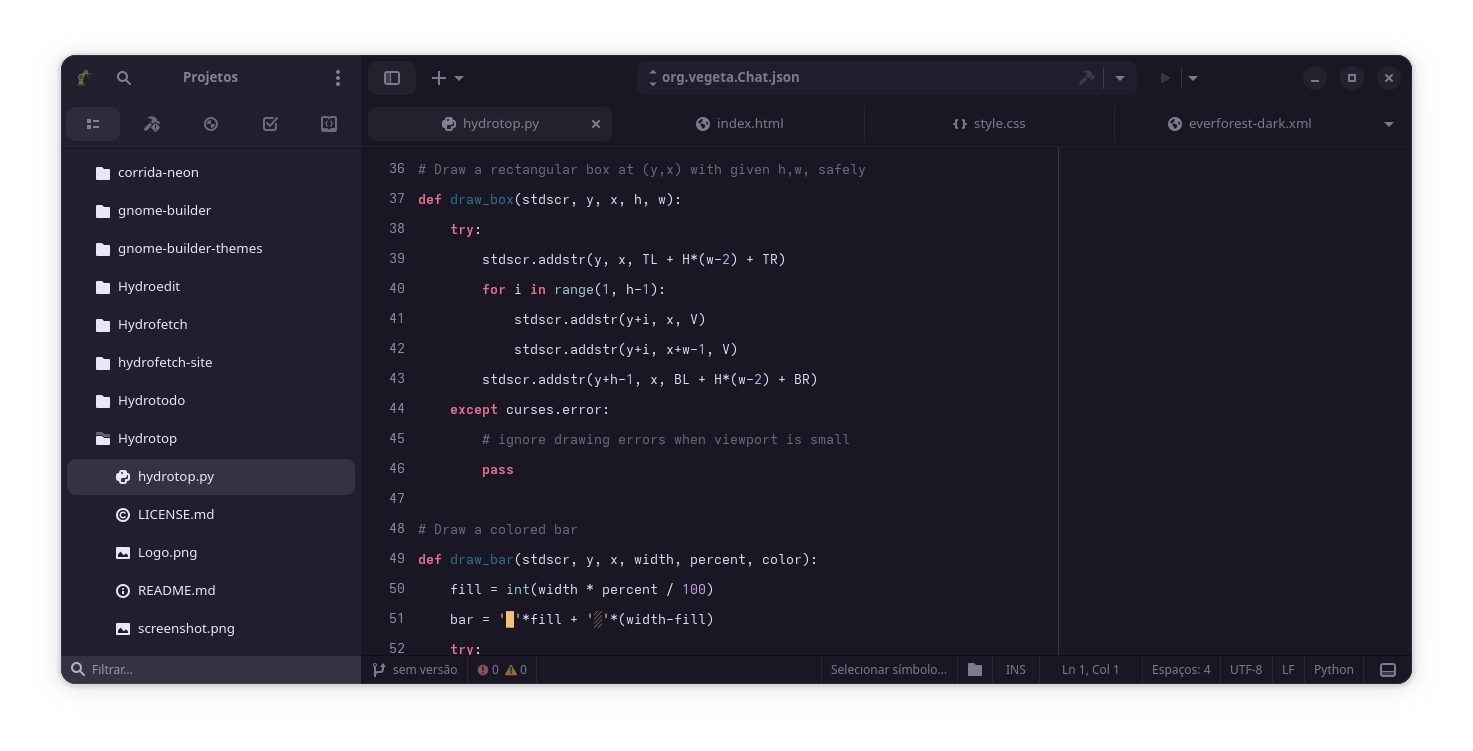 Projetos
org.vegeta.Chat.json
hydrotop.py
index.html
{} style.css
everforest-dark.xml
corrida-neon
gnome-builder
gnome-builder-themes
Hydroedit
Hydrofetch
hydrofetch-site
Hydrotodo
Hydrotop
hydrotop.py
LICENSE.md
Logo.png
README.md
screenshot.png
Filtrar...
36 # Draw a rectangular box at (y,x) with given h,w, safely
37 def draw_box(stdscr, y, x, h, w):
38     try:
39         stdscr.addstr(y, x, TL + H*(w-2) + TR)
40         for i in range(1, h-1):
41             stdscr.addstr(y+i, x, V)
42             stdscr.addstr(y+i, x+w-1, V)
43         stdscr.addstr(y+h-1, x, BL + H*(w-2) + BR)
44     except curses.error:
45         # ignore drawing errors when viewport is small
46         pass
47
48 # Draw a colored bar
49 def draw_bar(stdscr, y, x, width, percent, color):
50     fill = int(width * percent / 100)
51     bar = '█'*fill + '░'*(width-fill)
52     try:
sem versão
0
0
Selecionar símbolo...
INS
Ln 1, Col 1
Espaços: 4
UTF-8
LF
Python